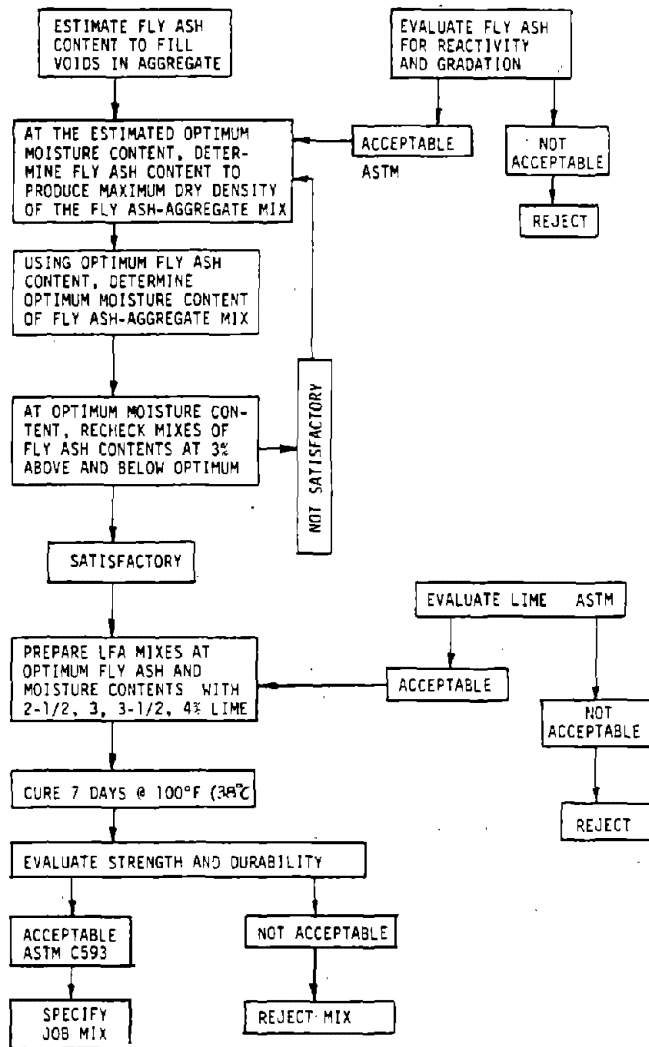 ESTIMATE FLY ASH
CONTENT TO FILL
VOIDS IN AGGREGATE
EVALUATE FLY ASH
FOR REACTIVITY
AND GRADATION
AT THE ESTIMATED OPTIMUM
MOISTURE CONTENT, DETER-
MINE FLY ASH CONTENT TO
PRODUCE MAXIMUM DRY DENSITY
OF THE FLY ASH-AGGREGATE MIX
ACCEPTABLE
ASTM
NOT
ACCEPTABLE
REJECT
USING OPTIMUM FLY ASH
CONTENT, DETERMINE
OPTIMUM MOISTURE CONTENT
OF FLY ASH-AGGREGATE MIX
AT OPTIMUM MOISTURE CON-
TENT, RECHECK MIXES OF
FLY ASH CONTENTS AT 3%
ABOVE AND BELOW OPTIMUM
NOT SATISFACTORY
SATISFACTORY
EVALUATE LIME ASTM
PREPARE LFA MIXES AT
OPTIMUM FLY ASH AND
MOISTURE CONTENTS WITH
2-1/2, 3, 3-1/2, 4% LIME
ACCEPTABLE
NOT
ACCEPTABLE
REJECT
CURE 7 DAYS @ 100°F (38°C
EVALUATE STRENGTH AND DURABILITY
ACCEPTABLE
ASTM C593
NOT ACCEPTABLE
SPECIFY
JOB MIX
REJECT MIX